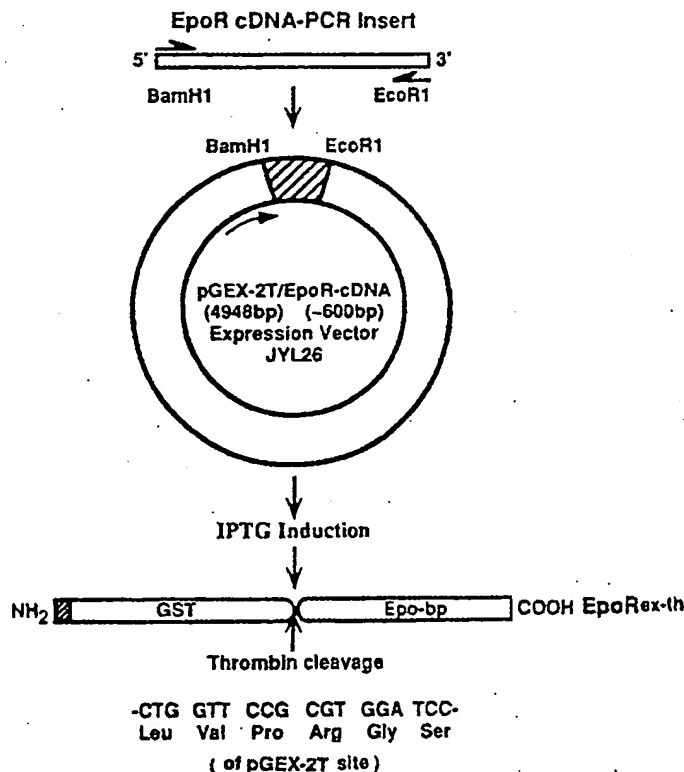 EpoR cDNA-PCR Insert
5' 3'
BamH1 EcoR1
BamH1 EcoR1
pGEX-2T/EpoR-cDNA
(4948bp) (~600bp)
Expression Vector
JYL26
IPTG Induction
NH2 GST Epo-bp COOH EpoRex-th
Thrombin cleavage
-CTG GTT CCG CGT GGA TCC-
Leu Val Pro Arg Gly Ser
( of pGEX-2T site )